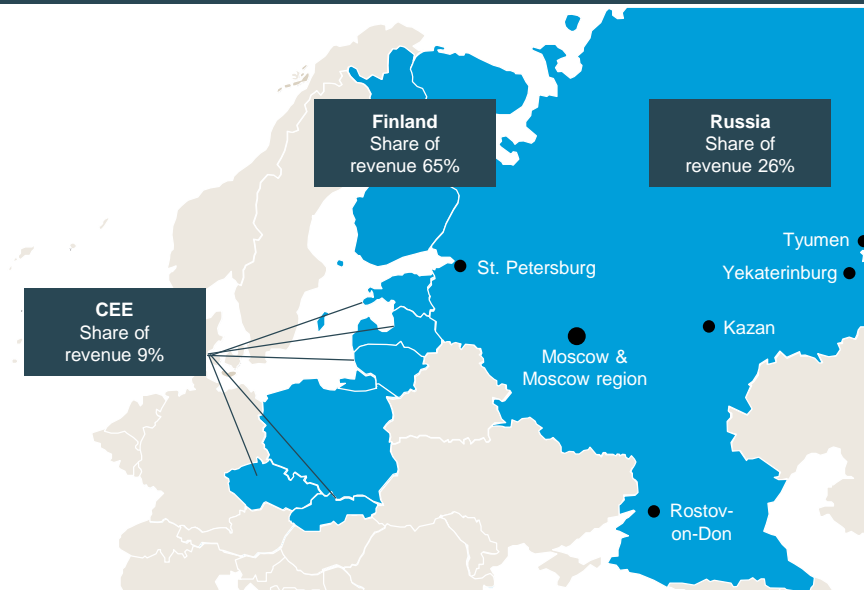 Finland
Share of
revenue 65%
Russia
Share of
revenue 26%
Tyumen
St. Petersburg
Yekaterinburg
CEE
Share of
revenue 9%
Kazan
Moscow &
Moscow region
Rostov-
on-Don